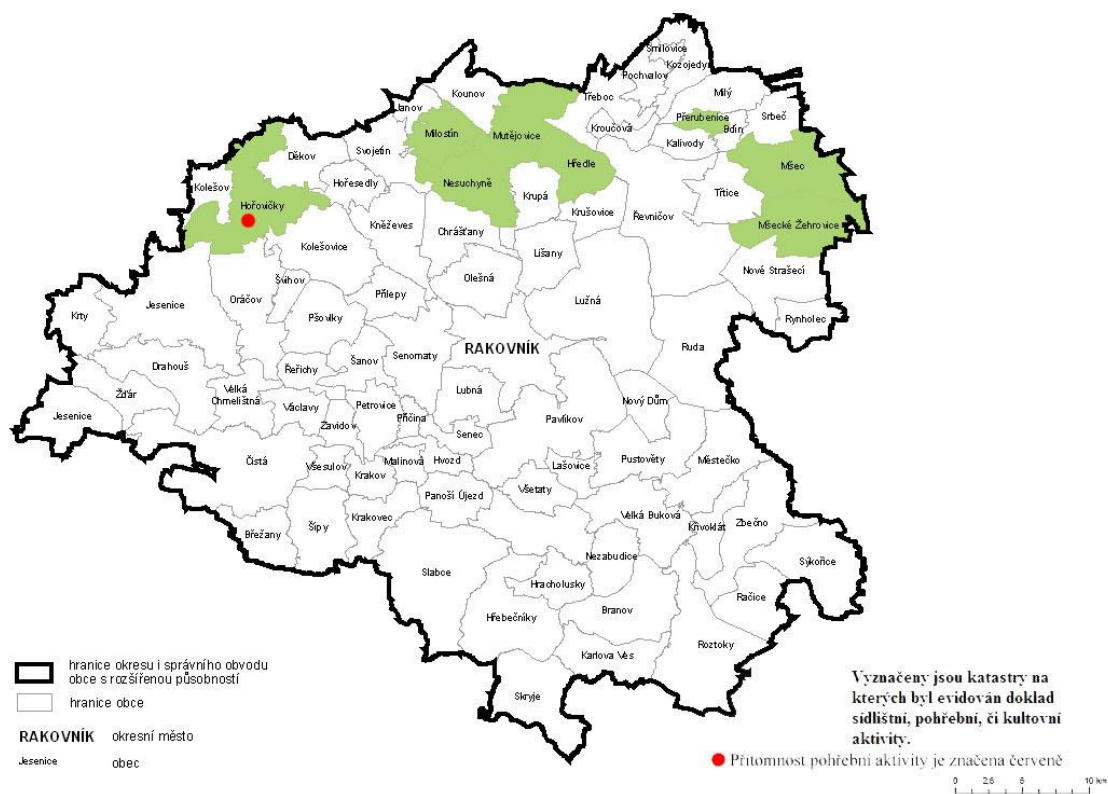 Smilovice
Kozojedy
Pochvalov
Kounov
Třeboc
Milý
Janov
Přerubenice
Srbeč
Milostín
Mutějovice
Kroučová
Bdín
Svojetín
Kalivody
Děkov
Hředle
Mšec
Kolešov
Hořesedly
Nesuchyně
Krupá
Třtice
Hořovičky
Krušovice
Řevničov
Mšecké Žehrovice
Kněževes
Chrášťany
Kolešovice
Lišany
Nové Strašecí
Olešná
Švihov
Jesenice
Oráčov
Přílepy
Lužná
Krty
Pšovlky
Rynholec
RAKOVNÍK
Ruda
Senomaty
Šanov
Drahouš
Řeřichy
Žďár
Velká
Chmelištná
Lubná
Nový Dům
Jesenice
Václavy
Petrovice
Příčina
Pavlíkov
Zavidov
Senec
Čistá
Malinová
Hvozd
Pustověty
Městečko
Všesulov
Krakov
Lašovice
Panoší Újezd
Všetaty
Velká Buková
Křivoklát
Zbečno
Krakovec
Šípy
Břežany
Nezabudice
Sýkořice
Slabce
Hracholusky
Račice
Hřebečníky
Branov
Roztoky
Karlova Ves
Skryje
hranice okresu i správního obvodu
obce s rozšířenou působností
hranice obce
RAKOVNÍK okresní město
Jesenice obec
Vyznačeny jsou katastry na
kterých byl evidován doklad
sídlištní, pohřební, či kultovní
aktivity.
Přítomnost pohřební aktivity je značena červeně
0 2,5 5 10 km